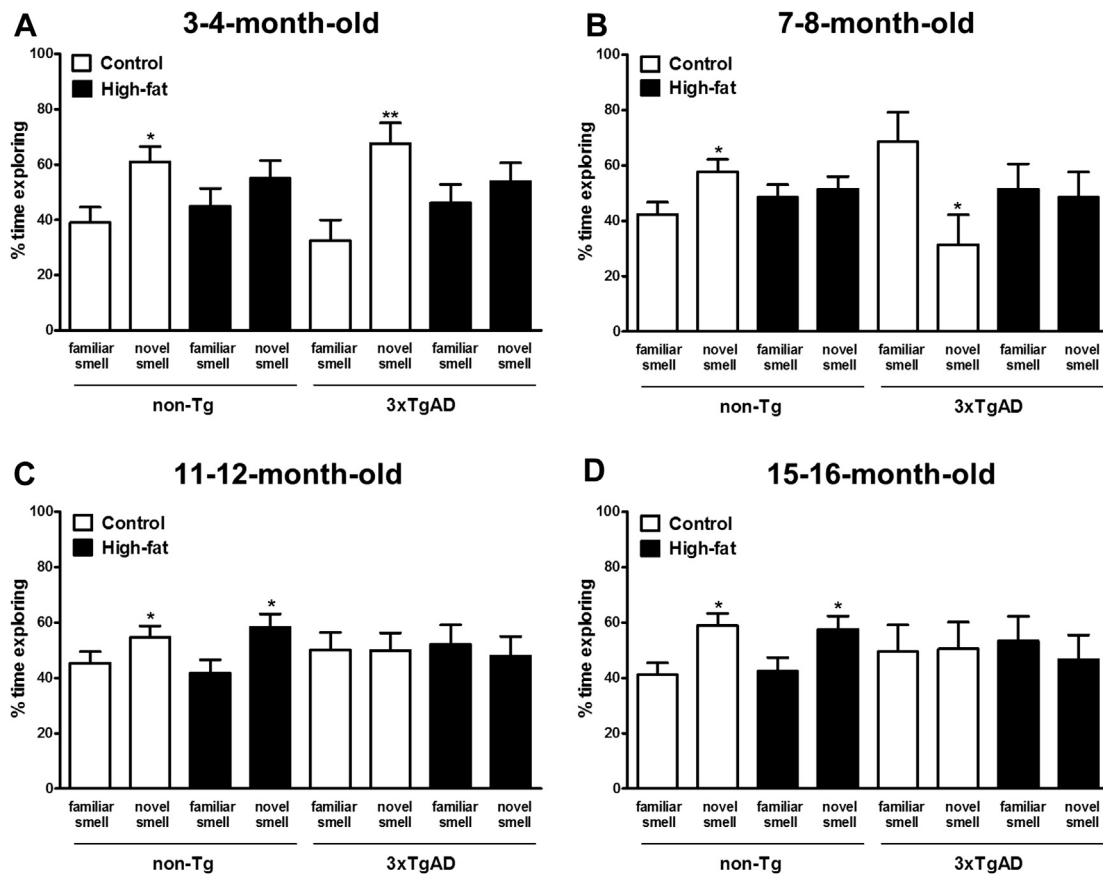 A
3-4-month-old
% time exploring
100
80
60
40
20
0
Control
High-fat
*
**
familiar smell
novel smell
familiar smell
novel smell
familiar smell
novel smell
familiar smell
novel smell
non-Tg
3xTgAD
B
7-8-month-old
% time exploring
100
80
60
40
20
0
Control
High-fat
*
*
familiar smell
novel smell
familiar smell
novel smell
familiar smell
novel smell
familiar smell
novel smell
non-Tg
3xTgAD
C
11-12-month-old
% time exploring
100
80
60
40
20
0
Control
High-fat
*
*
familiar smell
novel smell
familiar smell
novel smell
familiar smell
novel smell
familiar smell
novel smell
non-Tg
3xTgAD
D
15-16-month-old
% time exploring
100
80
60
40
20
0
Control
High-fat
*
*
familiar smell
novel smell
familiar smell
novel smell
familiar smell
novel smell
familiar smell
novel smell
non-Tg
3xTgAD